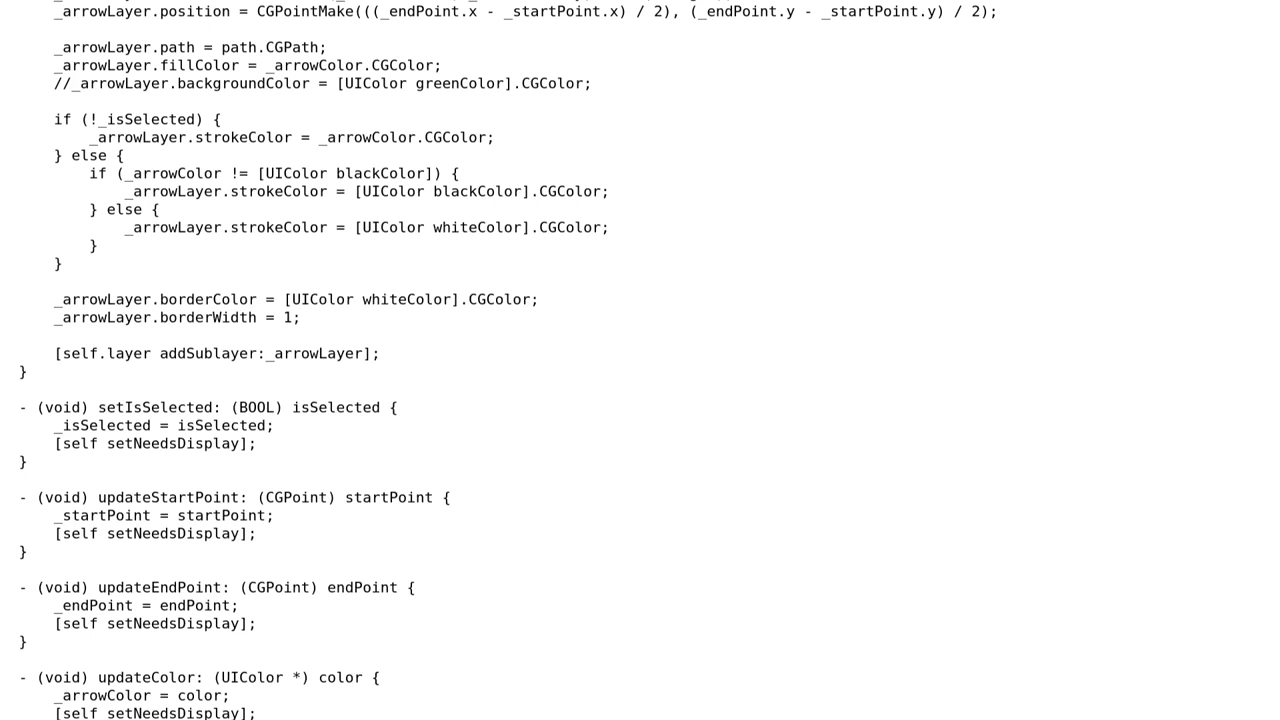 _arrowLayer.position = CGPointMake(((_endPoint.x - _startPoint.x) / 2), (_endPoint.y - _startPoint.y) / 2);
_arrowLayer.path = path.CGPath;
_arrowLayer.fillColor = _arrowColor.CGColor;
//_arrowLayer.backgroundColor = [UIColor greenColor].CGColor;
if (!_isSelected) {
_arrowLayer.strokeColor = _arrowColor.CGColor;
} else {
if (_arrowColor != [UIColor blackColor]) {
_arrowLayer.strokeColor = [UIColor blackColor].CGColor;
} else {
_arrowLayer.strokeColor = [UIColor whiteColor].CGColor;
}
}
_arrowLayer.borderColor = [UIColor whiteColor].CGColor;
_arrowLayer.borderWidth = 1;
[self.layer addSublayer:_arrowLayer];
}
- (void) setIsSelected: (BOOL) isSelected {
_isSelected = isSelected;
[self setNeedsDisplay];
}
- (void) updateStartPoint: (CGPoint) startPoint {
_startPoint = startPoint;
[self setNeedsDisplay];
}
- (void) updateEndPoint: (CGPoint) endPoint {
_endPoint = endPoint;
[self setNeedsDisplay];
}
- (void) updateColor: (UIColor *) color {
_arrowColor = color;
[self setNeedsDisplay];